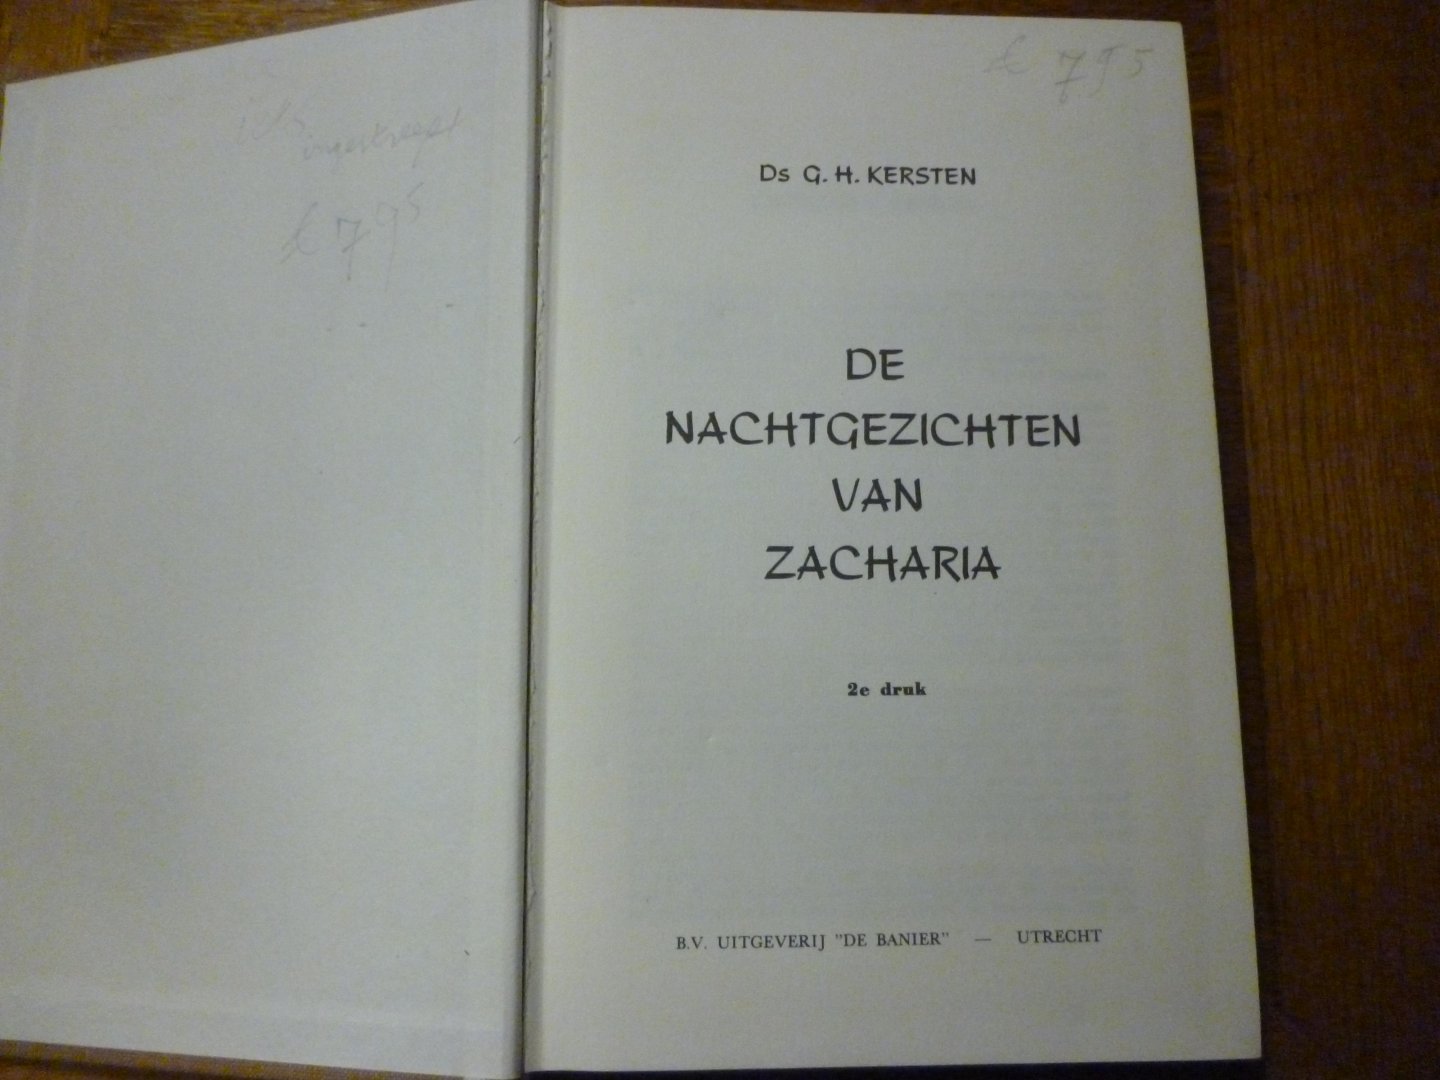 £ 795
£ 795
Ds G. H. KERSTEN
DE
NACHTGEZICHTEN
VAN
ZACHARIA
2e druk
B.V. UITGEVERIJ "DE BANIER" — UTRECHT